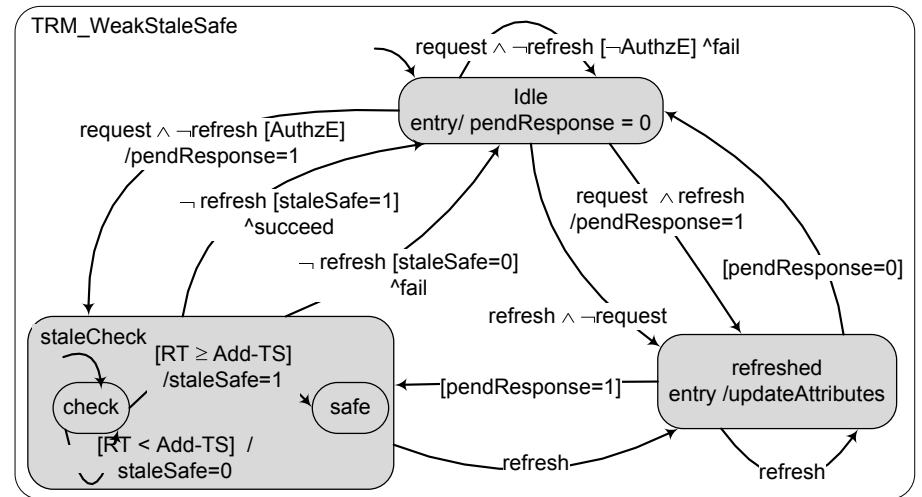 TRM_WeakStaleSafe
request ∧ ¬refresh [¬AuthzE] ^fail
Idle
entry/ pendResponse = 0
request ∧ ¬refresh [AuthzE]
/pendResponse=1
¬ refresh [staleSafe=1]
^succeed
request ∧ refresh
/pendResponse=1
¬ refresh [staleSafe=0]
^fail
[pendResponse=0]
refresh ∧ ¬request
staleCheck
[RT ≥ Add-TS]
/staleSafe=1
check
safe
[RT < Add-TS] /
staleSafe=0
[pendResponse=1]
refreshed
entry /updateAttributes
refresh
refresh